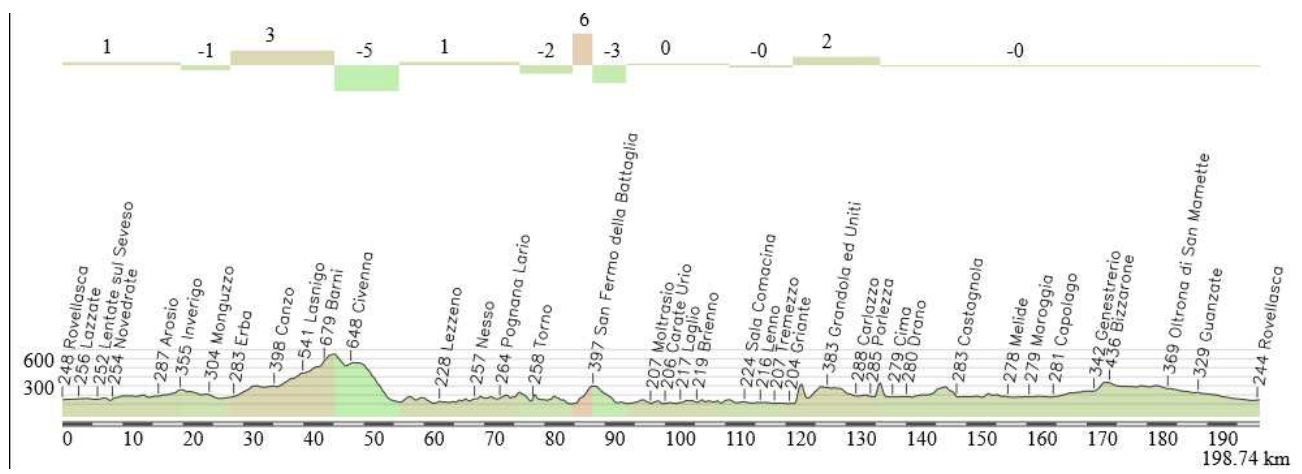 1 -1 3 -5 1 -2 6 -3 0 -0 2 -0
248 Rovellasca
256 Lazzate
252 Lentate sul Seveso
254 Novedrate
287 Arosio
355 Inverigo
304 Monguzzo
283 Erba
398 Canzo
541 Lasnigo
679 Barni
648 Civenna
228 Lezzeno
257 Nesso
264 Pognana Lario
258 Torno
397 San Fermo della Battaglia
207 Moltrasio
206 Carate Urio
217 Laglio
219 Brenno
224 Sala Comacina
216 Lenno
207 Tremezzo
204 Griante
383 Grandola ed Uniti
288 Carlazzo
285 Porlezza
279 Cima
280 Drano
283 Castagnola
278 Melide
279 Maroggia
281 Capolago
342 Genestrerio
436 Bizzarone
369 Oltrona di San Mamette
329 Guanzate
244 Rovellasca
600
300
0 10 20 30 40 50 60 70 80 90 100 110 120 130 140 150 160 170 180 190
198.74 km